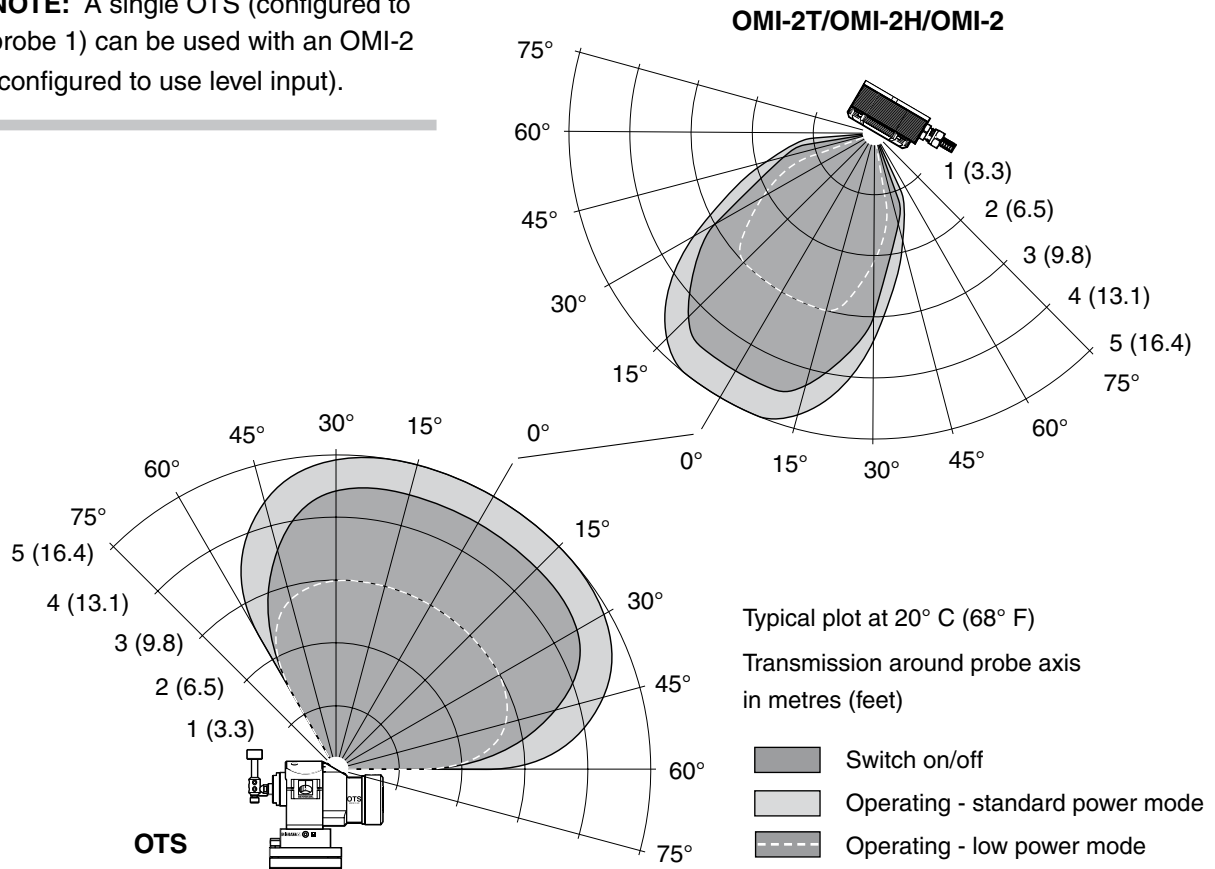 NOTE: A single OTS (configured to
probe 1) can be used with an OMI-2
(configured to use level input).
OMI-2T/OMI-2H/OMI-2
75°
60°
45°
30°
15°
0°
15°
30°
45°
60°
75°
1 (3.3)
2 (6.5)
3 (9.8)
4 (13.1)
5 (16.4)
75°
60°
45°
30°
15°
0°
15°
30°
45°
60°
75°
5 (16.4)
4 (13.1)
3 (9.8)
2 (6.5)
1 (3.3)
OTS
OTS
Typical plot at 20° C (68° F)
Transmission around probe axis
in metres (feet)
Switch on/off
Operating - standard power mode
Operating - low power mode